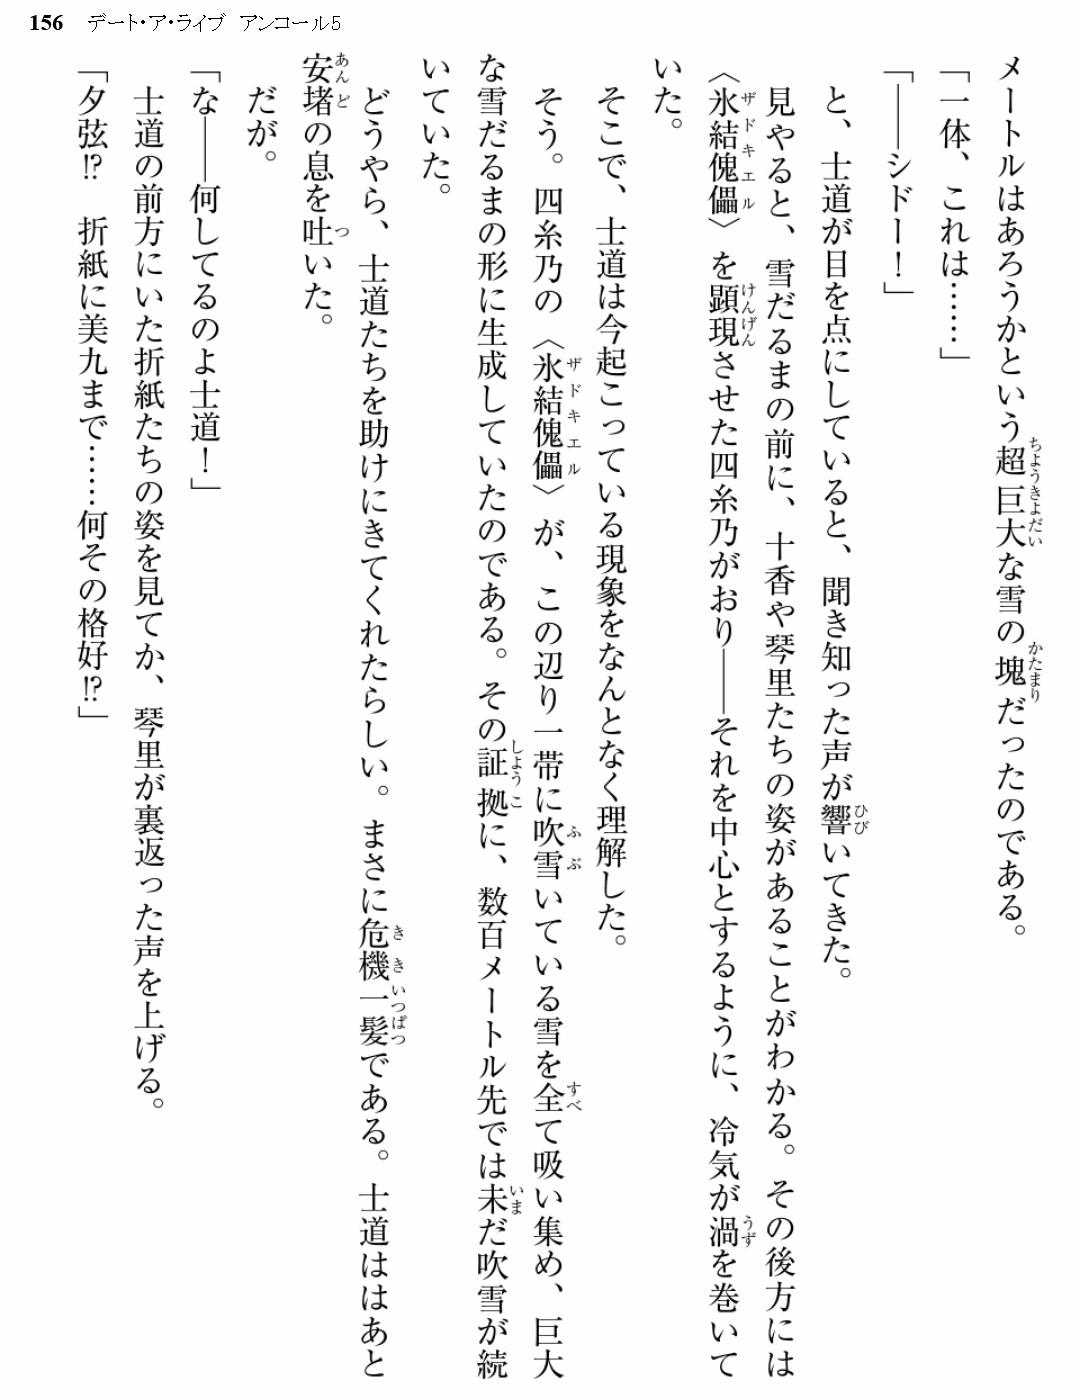 156 デート・ア・ライブ アンコール5
メートルはあろうかという超巨大な雪の塊だったのである。
「一体、これは……」
「――シドー！」
と、士道が目を点にしていると、聞き知った声が響いてきた。
見やると、雪だるまの前に、十香や琴里たちの姿があることがわかる。その後方には
〈氷結傀儡〉を顕現させた四糸乃がおり――それを中心とするように、冷気が渦を巻いて
いた。
そこで、士道は今起こっている現象をなんとなく理解した。
そう。四糸乃の〈氷結傀儡〉が、この辺り一帯に吹雪いている雪を全て吸い集め、巨大
な雪だるまの形に生成していたのである。その証拠に、数百メートル先では未だ吹雪が続
いていた。
どうやら、士道たちを助けにきてくれたらしい。まさに危機一髪である。士道ははあと
安堵の息を吐いた。
だが。
「な――何してるのよ士道！」
士道の前方にいた折紙たちの姿を見てか、琴里が裏返った声を上げる。
「夕弦⁉　折紙に美九まで……何その格好⁉」